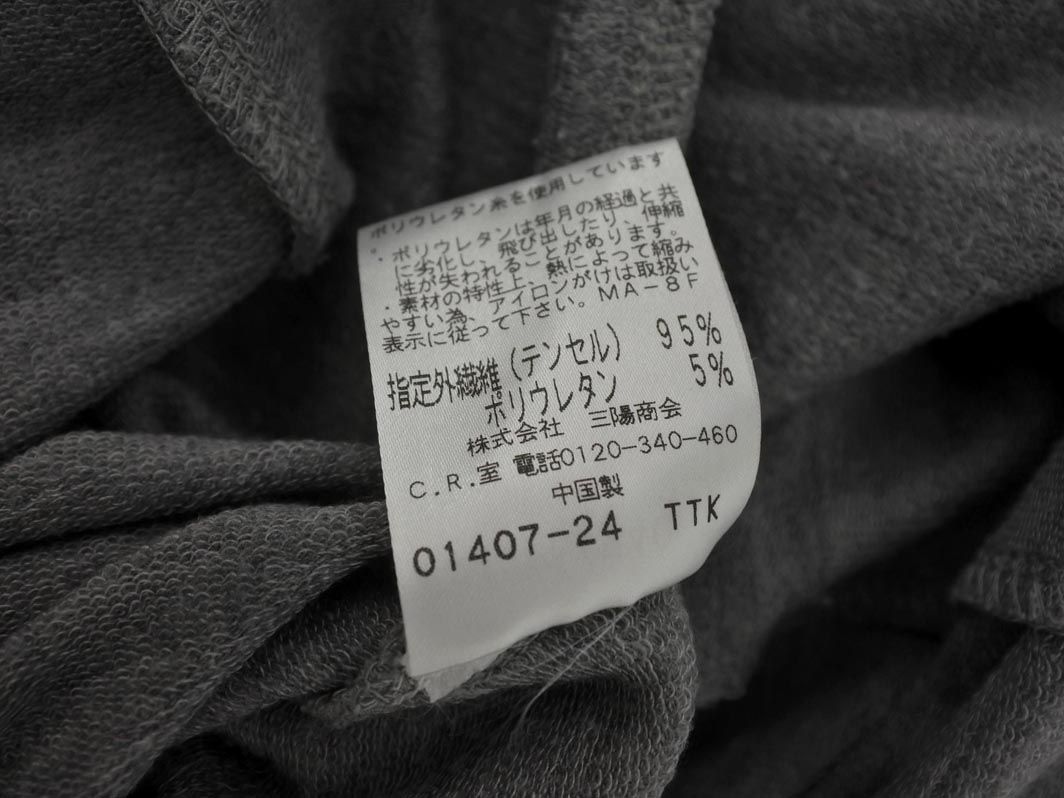 ポリウレタン糸を使用しています
・ポリウレタンは年月の経過と共
に劣化し、飛び出したり、伸縮
性が失われることがあります。
・素材の特性上、熱によって縮み
やすい為、アイロンがけは取扱い
表示に従って下さい。MA-8F
指定外繊維(テンセル) 95%
ポリウレタン 5%
株式会社 三陽商会
C.R.室 電話0120-340-460
中国製
01407-24 TTK